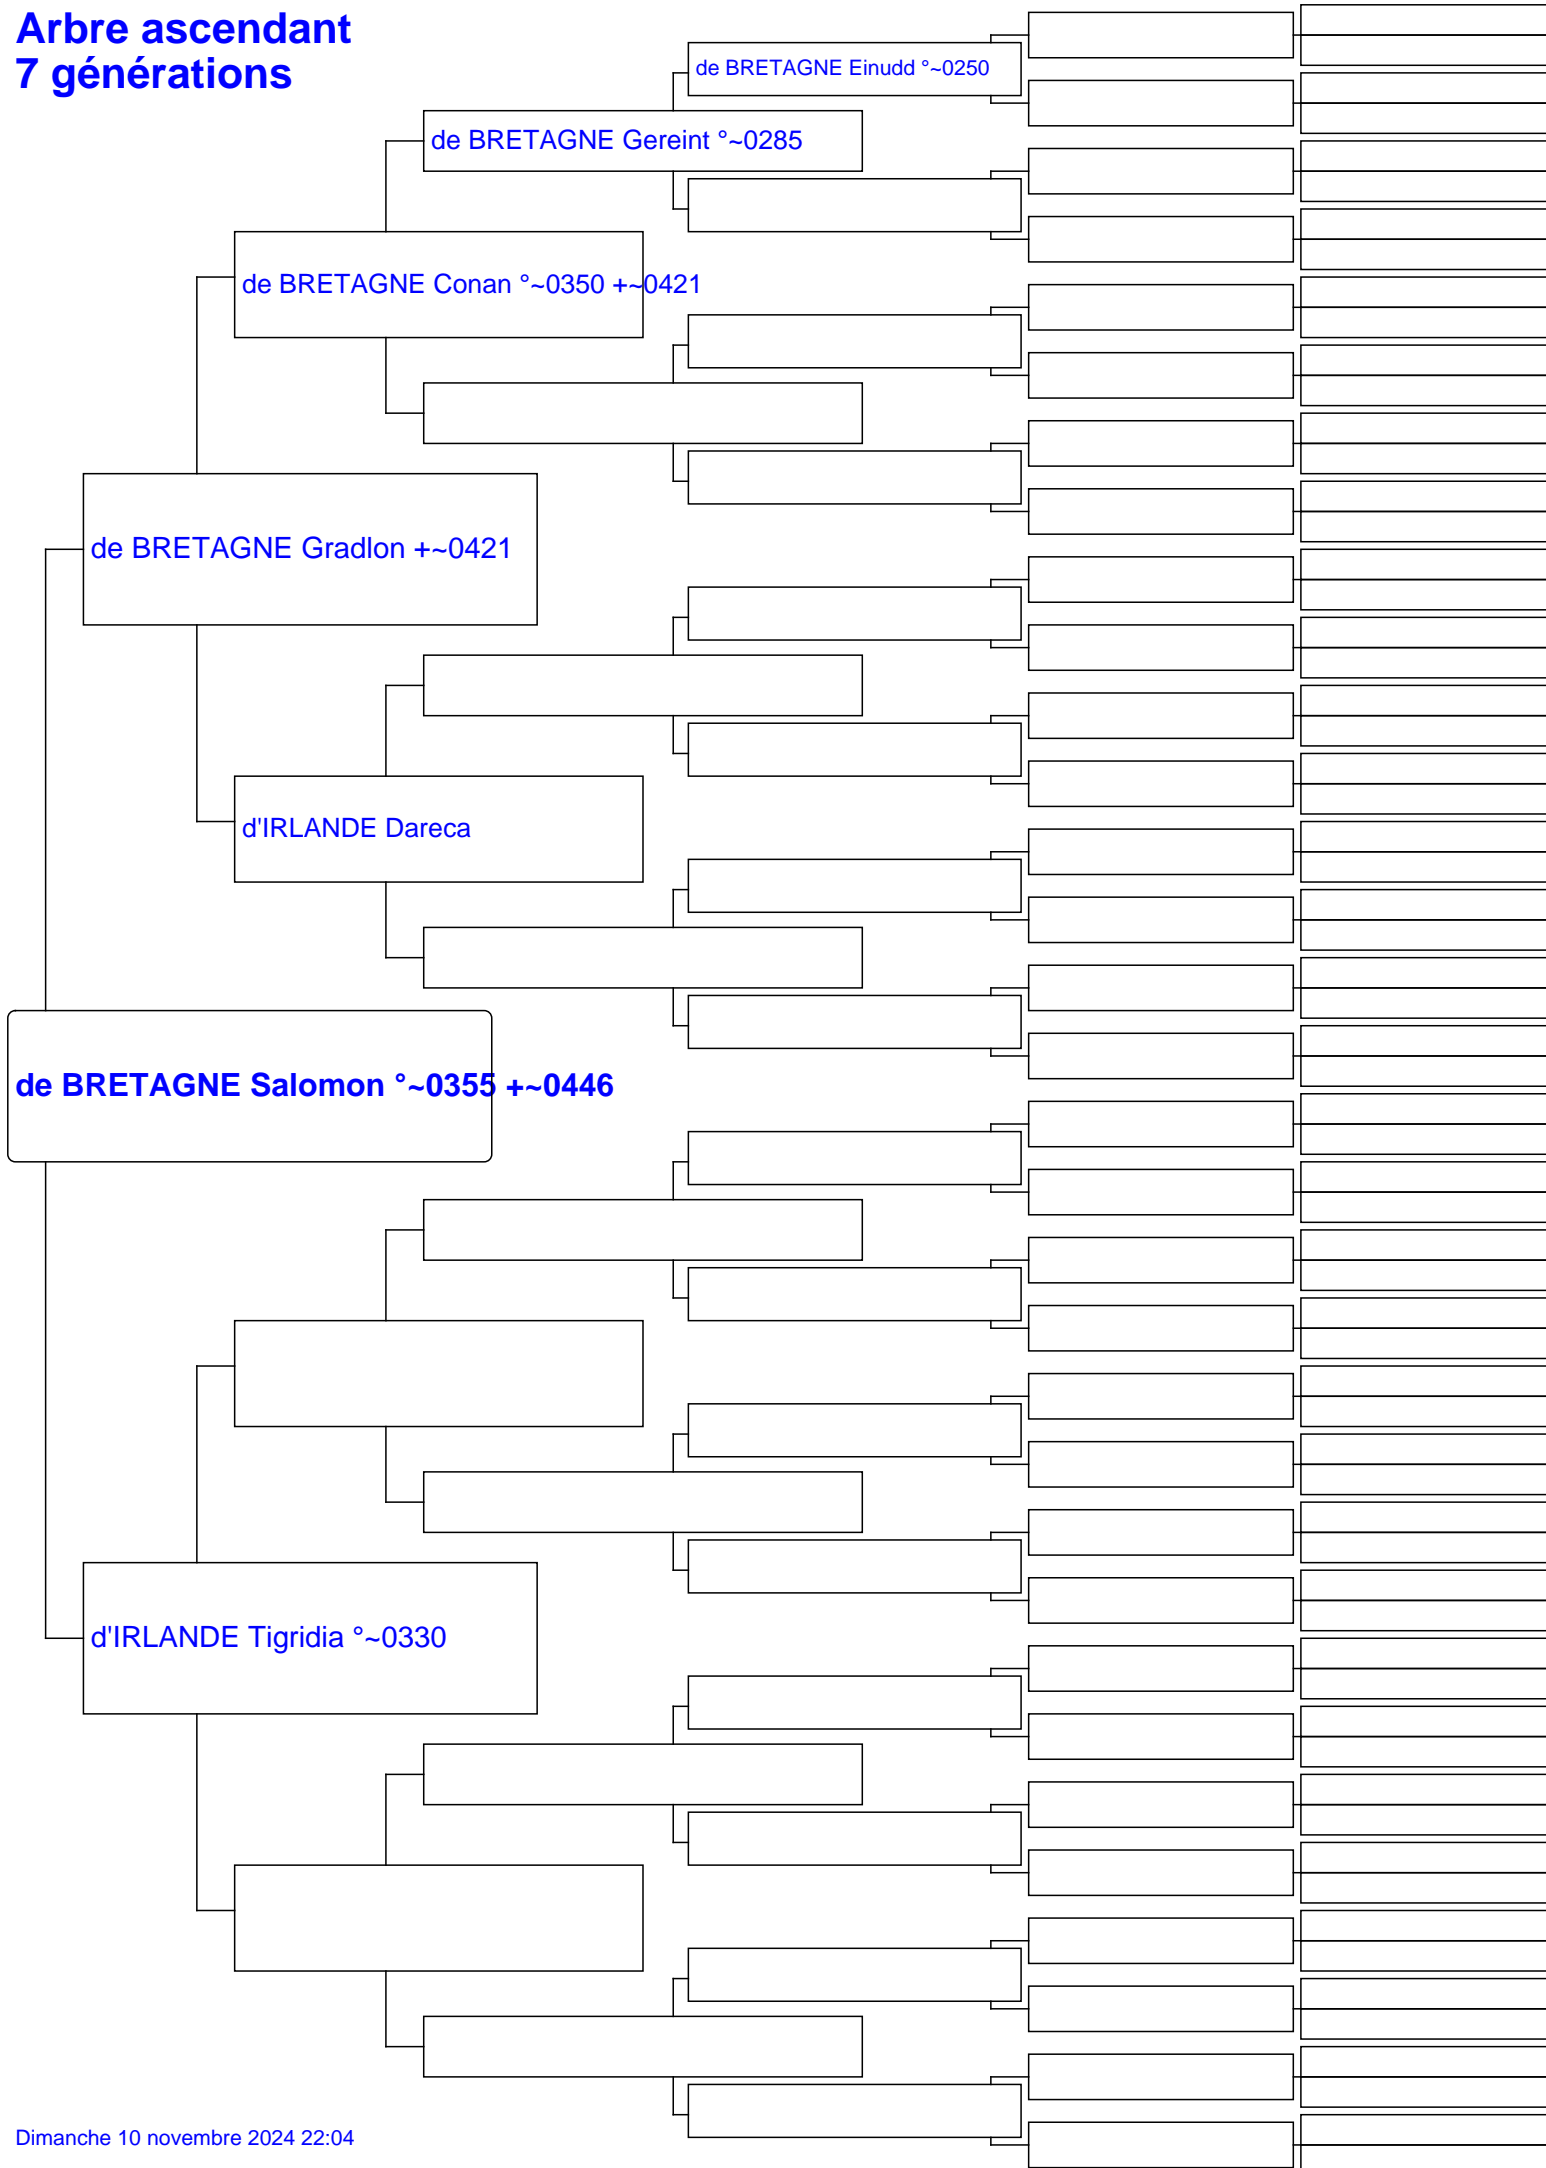 Arbre ascendant
7 générations
de BRETAGNE Einudd °~0250
de BRETAGNE Gereint °~0285
de BRETAGNE Conan °~0350 +~0421
de BRETAGNE Gradlon +~0421
d'IRLANDE Dareca
de BRETAGNE Salomon °~0355 +~0446
d'IRLANDE Tigridia °~0330
Dimanche 10 novembre 2024 22:04